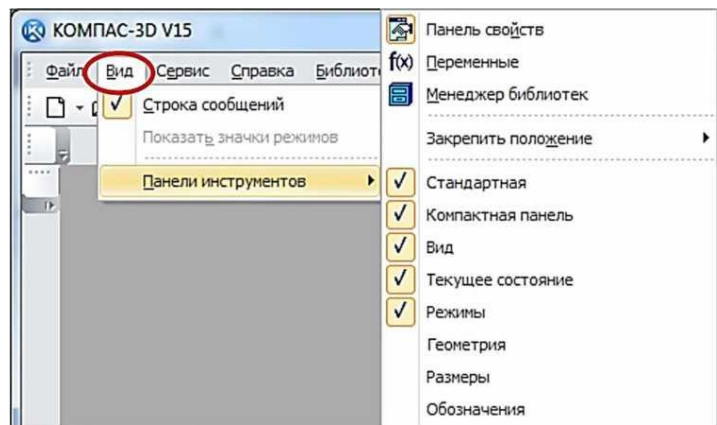 КОМПАС-3D V15
Файл Вид Сервис Справка Библиот
Строка сообщений
Показать значки режимов
Панели инструментов
Панель свойств
f(x) Переменные
Менеджер библиотек
Закрепить положение
Стандартная
Компактная панель
Вид
Текущее состояние
Режимы
Геометрия
Размеры
Обозначения